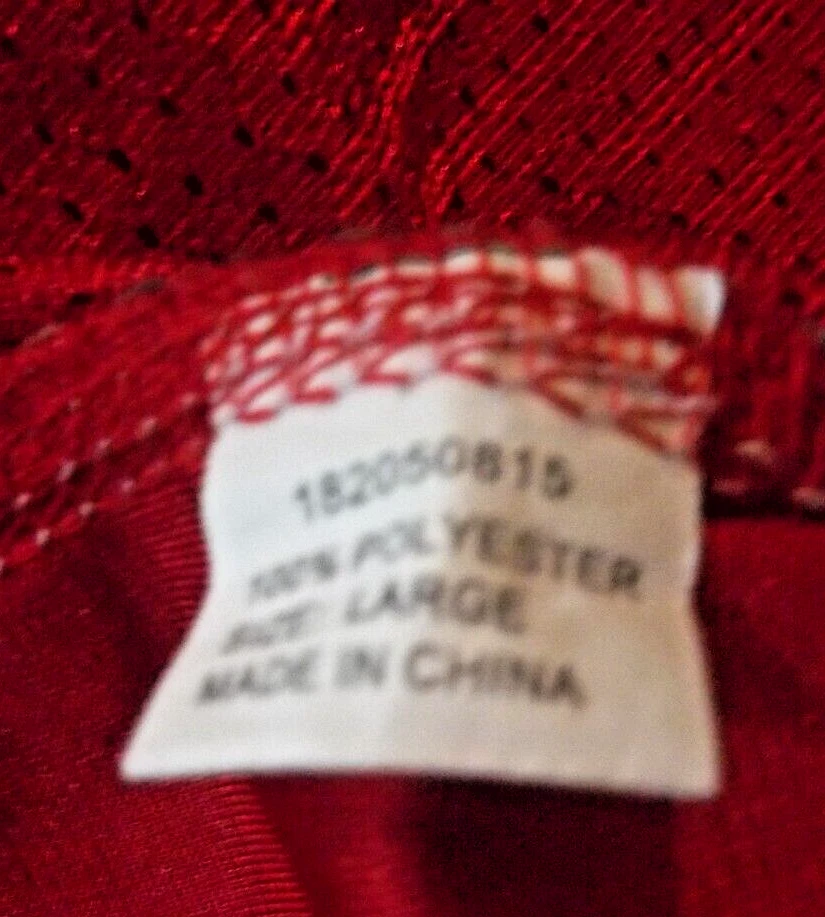 182050815
100% POLYESTER
SIZE: LARGE
MADE IN CHINA